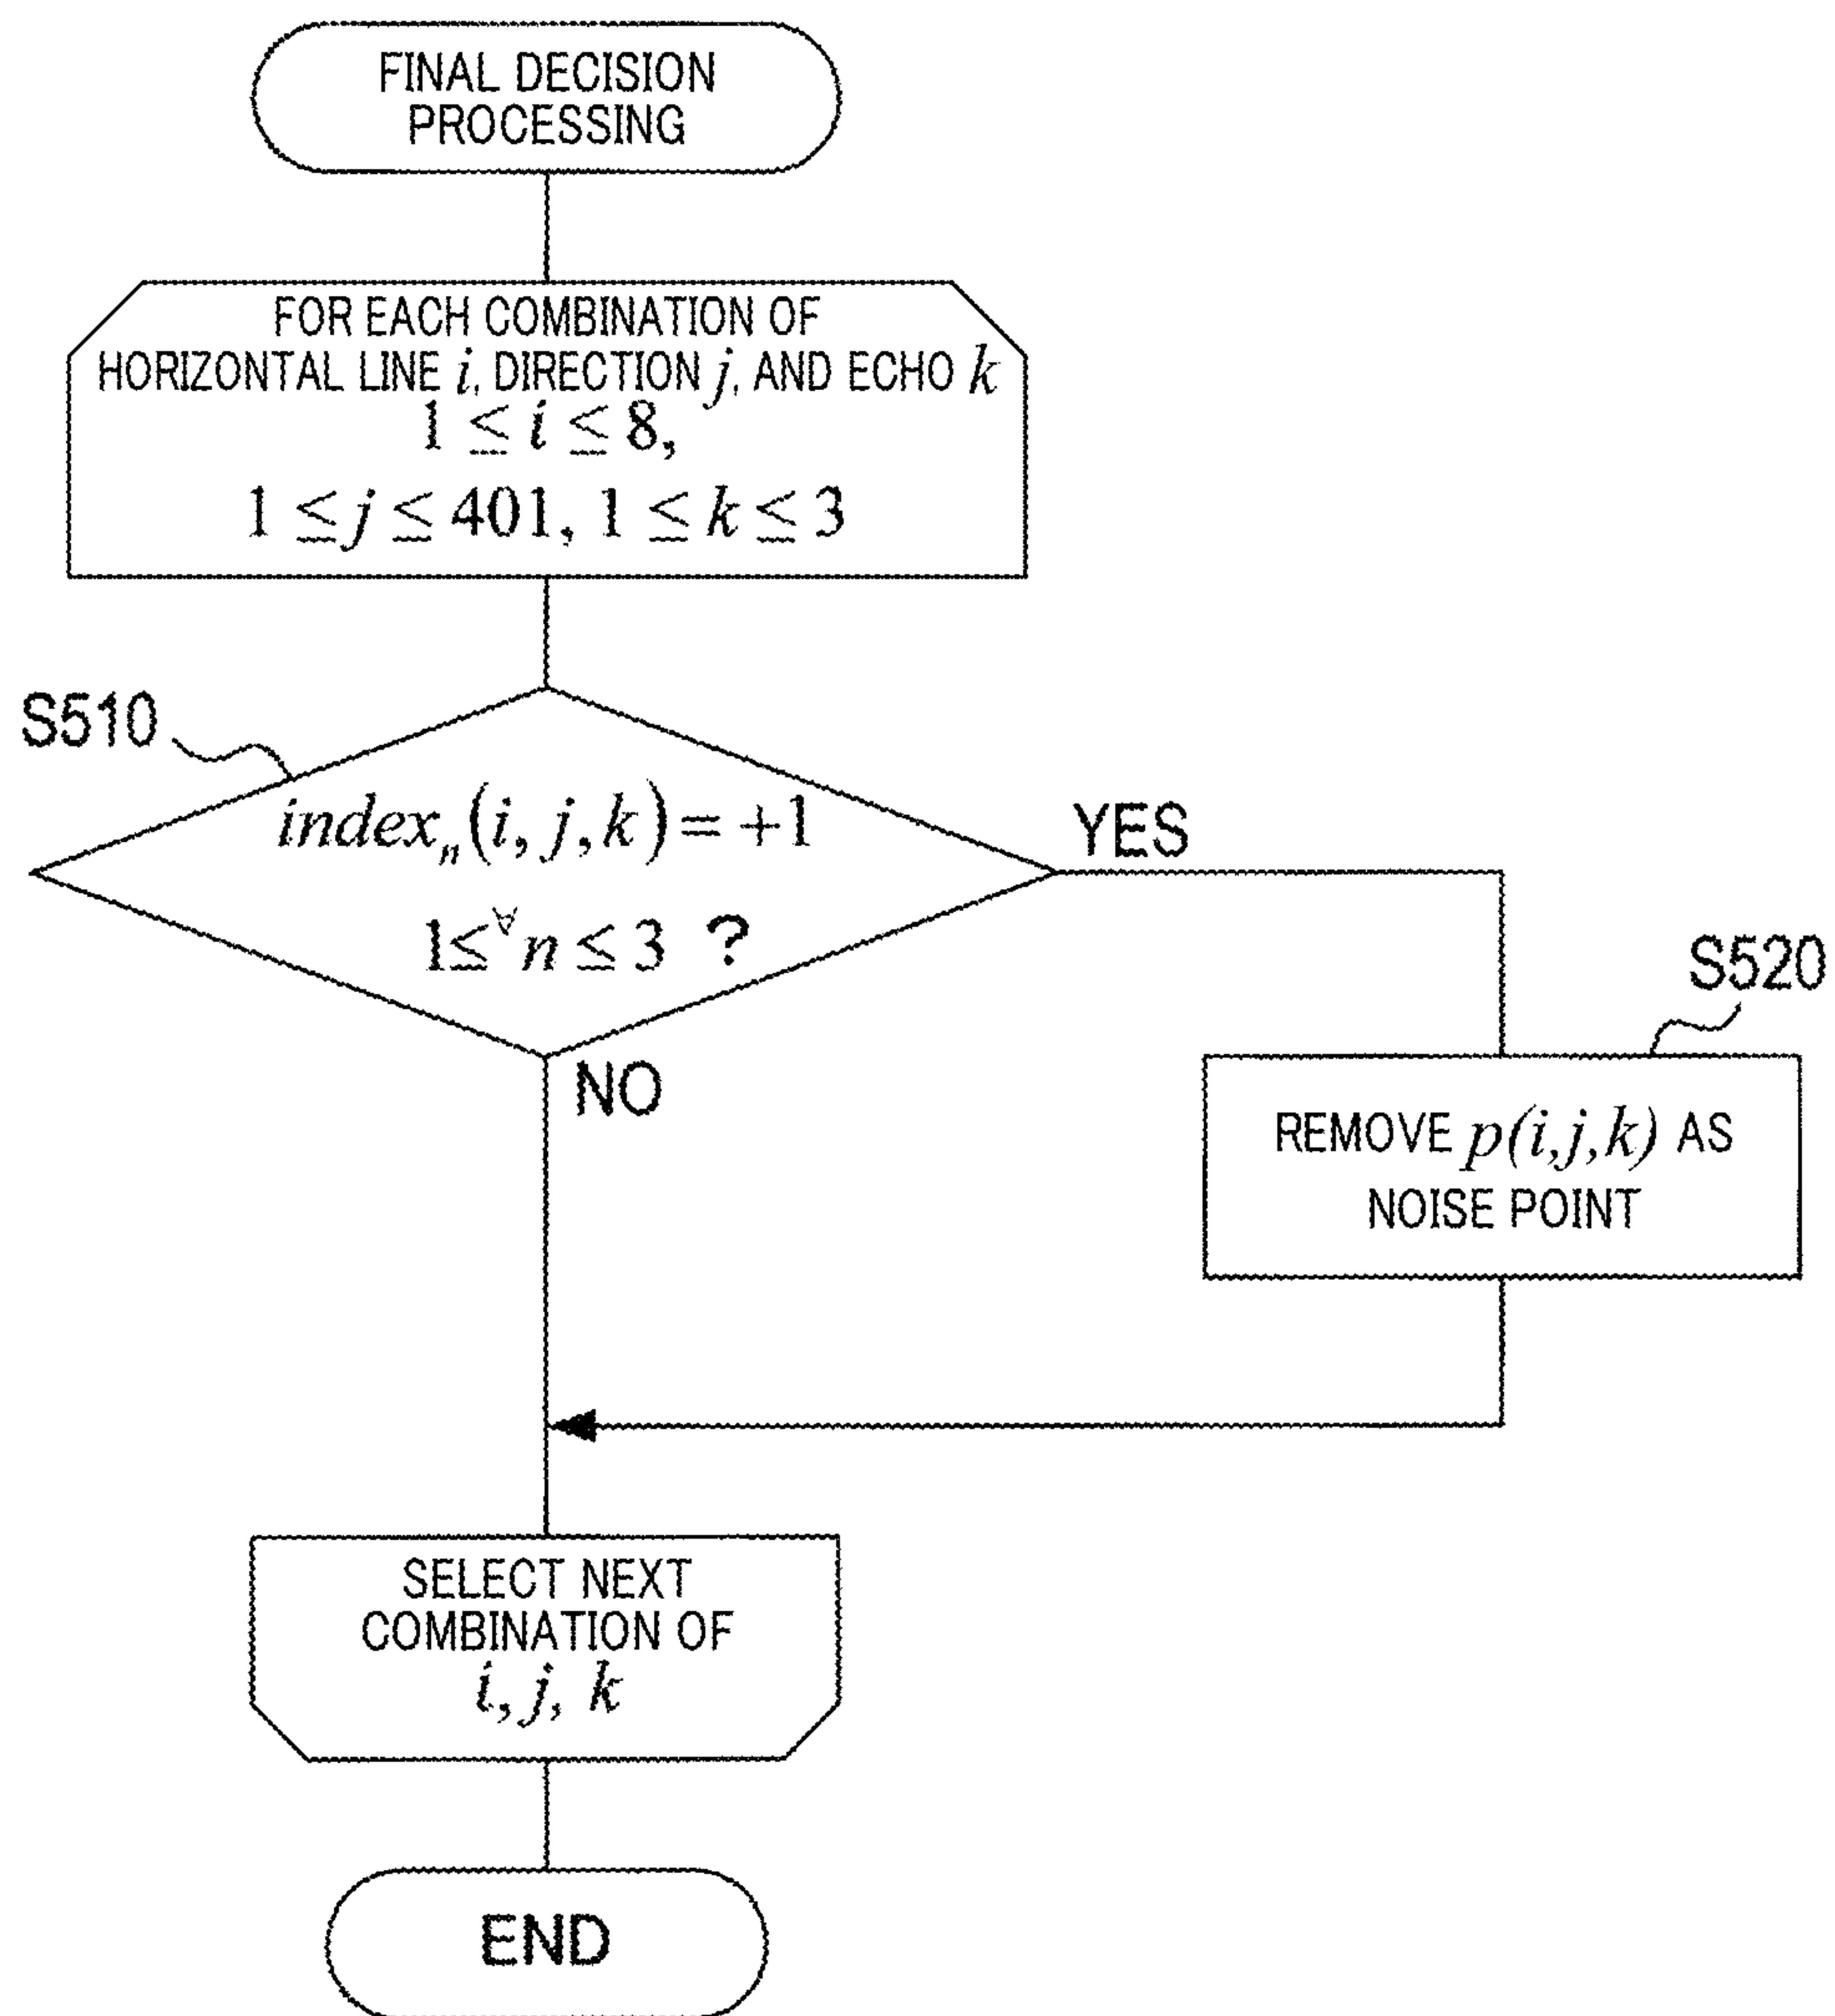 FINAL DECISION
PROCESSING
FOR EACH COMBINATION OF
HORIZONTAL LINE i, DIRECTION j, AND ECHO k
1 ≦ i ≦ 8,
1 ≦ j ≦ 401, 1 ≦ k ≦ 3
S510
indexₙ(i, j, k) = +1
1≦ ∀n ≦ 3 ?
YES
NO
S520
REMOVE p(i,j,k) AS
NOISE POINT
SELECT NEXT
COMBINATION OF
i, j, k
END